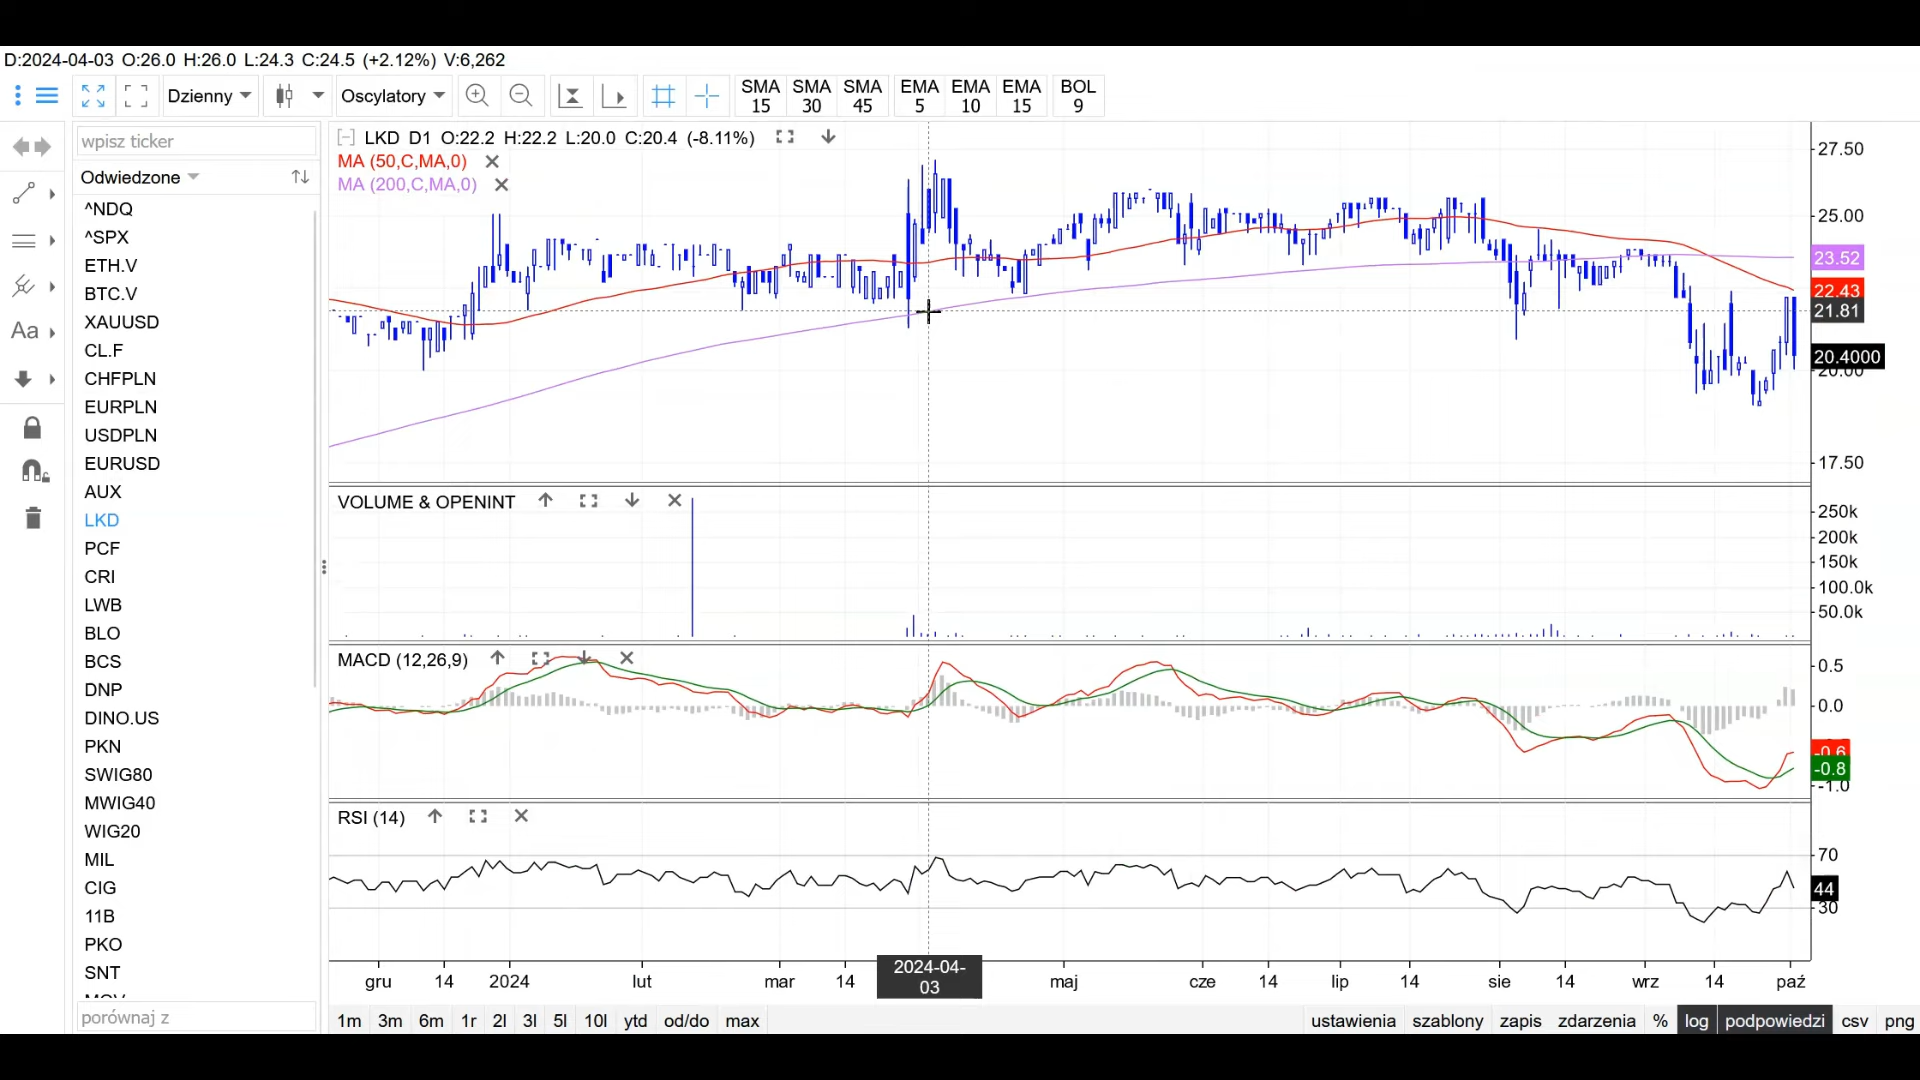 D:2024-04-03 O:26.0 H:26.0 L:24.3 C:24.5 (+2.12%) V:6,262
Dzienny
Oscylatory
SMA 15
SMA 30
SMA 45
EMA 5
EMA 10
EMA 15
BOL 9
wpisz ticker
Odwiedzone
^NDQ
^SPX
ETH.V
BTC.V
XAUUSD
CL.F
CHFPLN
EURPLN
USDPLN
EURUSD
AUX
LKD
PCF
CRI
LWB
BLO
BCS
DNP
DINO.US
PKN
SWIG80
MWIG40
WIG20
MIL
CIG
11B
PKO
SNT
porównaj z
Aa
LKD D1 O:22.2 H:22.2 L:20.0 C:20.4 (-8.11%)
MA (50,C,MA,0)
MA (200,C,MA,0)
27.50
25.00
23.52
22.43
21.81
20.4000
20.00
17.50
VOLUME & OPENINT
250k
200k
150k
100.0k
50.0k
MACD (12,26,9)
0.5
0.0
-0.6
-0.8
-1.0
RSI (14)
70
44
30
gru 14 2024 lut mar 14 2024-04-03 maj cze 14 lip 14 sie 14 wrz 14 paź
1m 3m 6m 1r 2l 3l 5l 10l ytd od/do max
ustawienia szablony zapis zdarzenia % log podpowiedzi csv png